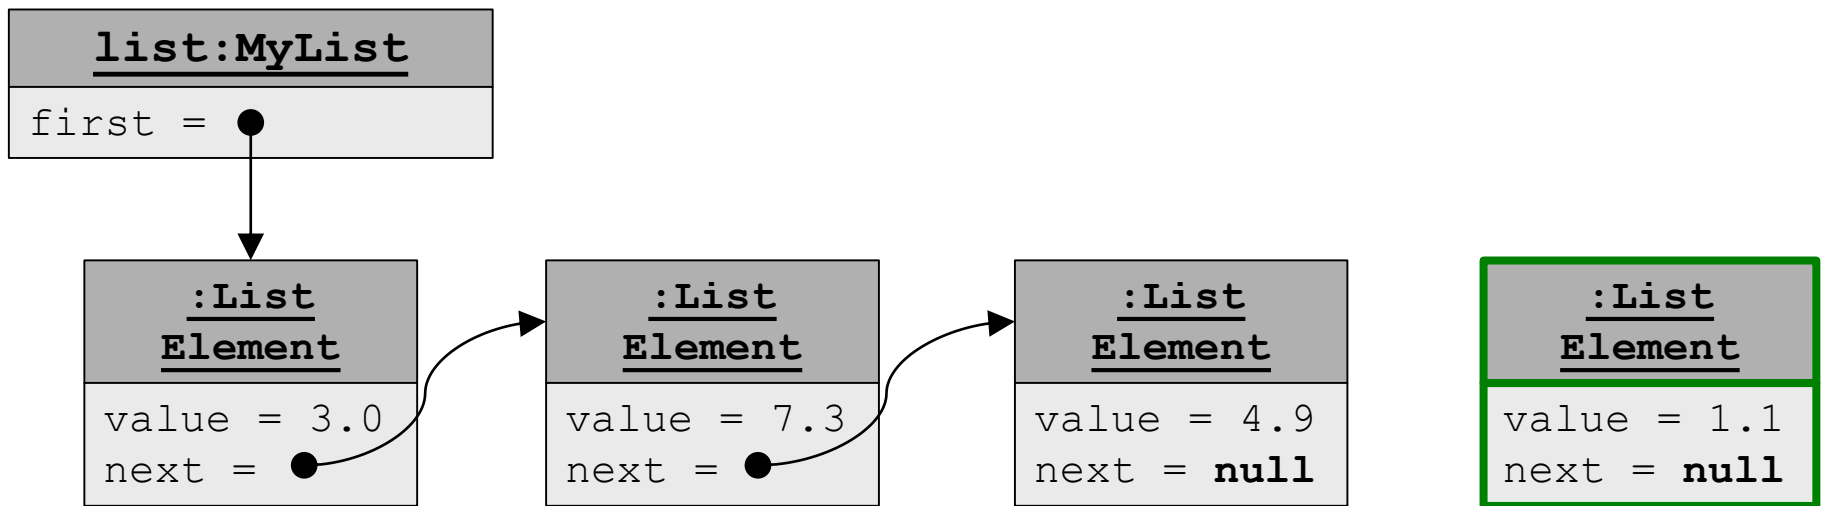 list:MyList
first =
:List
Element
value = 3.0
next =
:List
Element
value = 7.3
next =
:List
Element
value = 4.9
next = null
:List
Element
value = 1.1
next = null